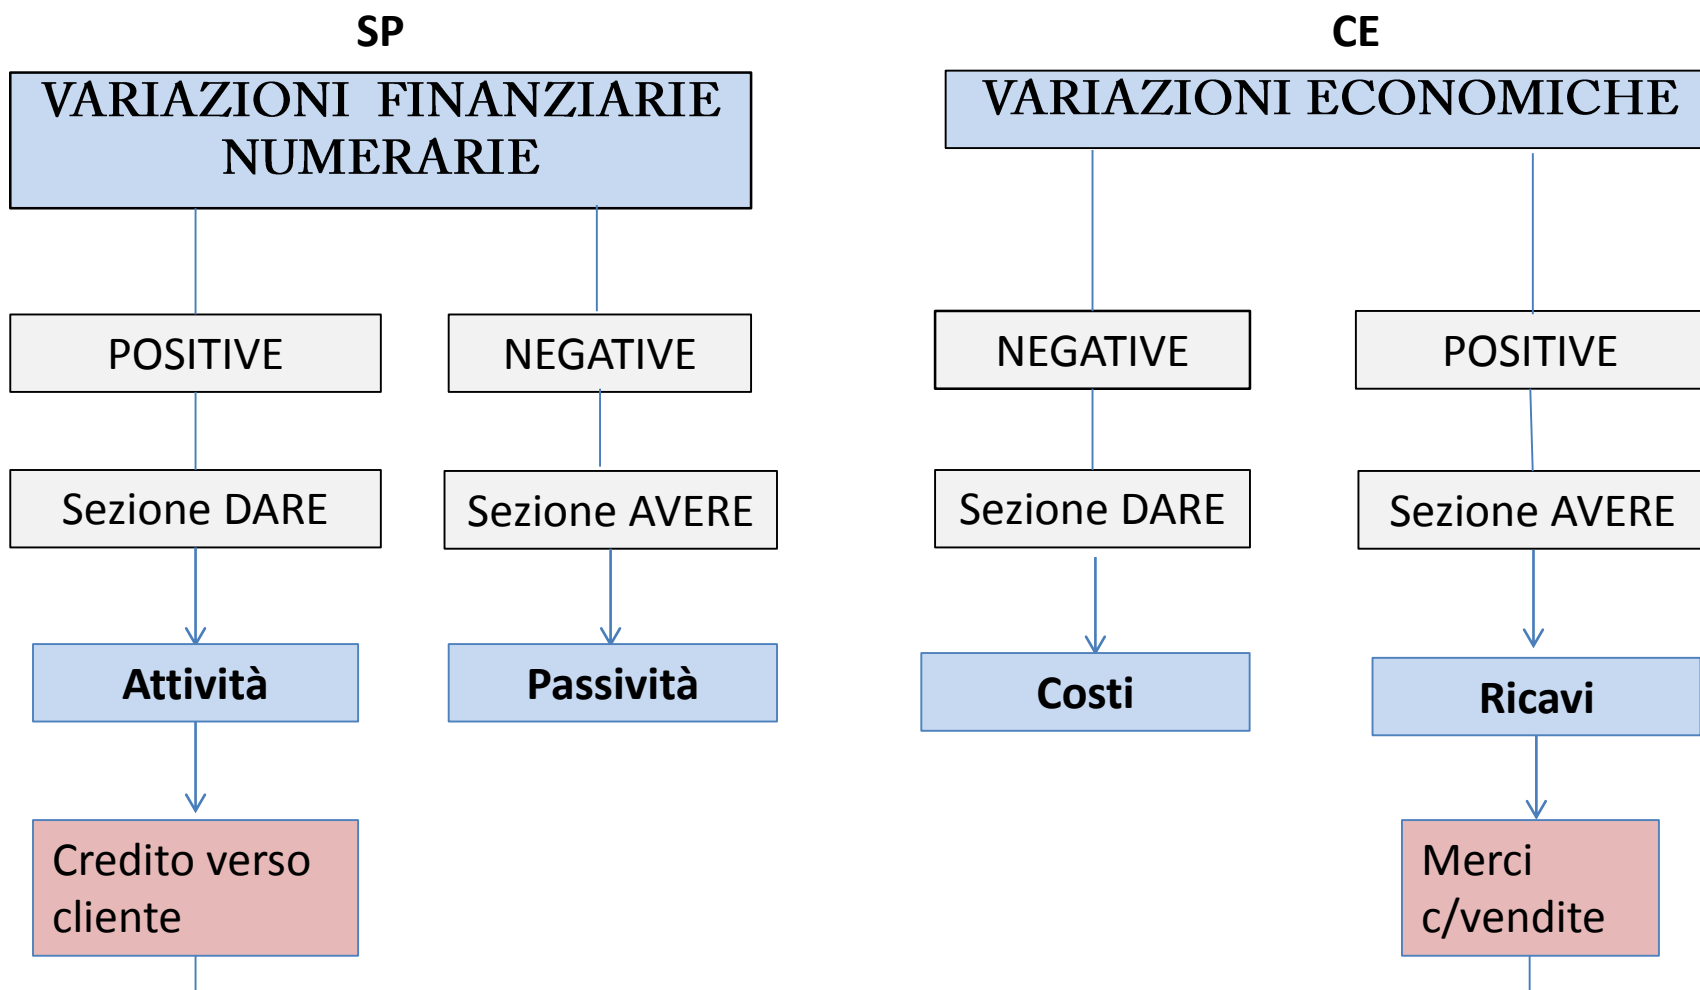 SP
CE
VARIAZIONI FINANZIARIE
NUMERARIE
VARIAZIONI ECONOMICHE
POSITIVE
NEGATIVE
NEGATIVE
POSITIVE
Sezione DARE
Sezione AVERE
Sezione DARE
Sezione AVERE
Attività
Passività
Costi
Ricavi
Credito verso
cliente
Merci
c/vendite